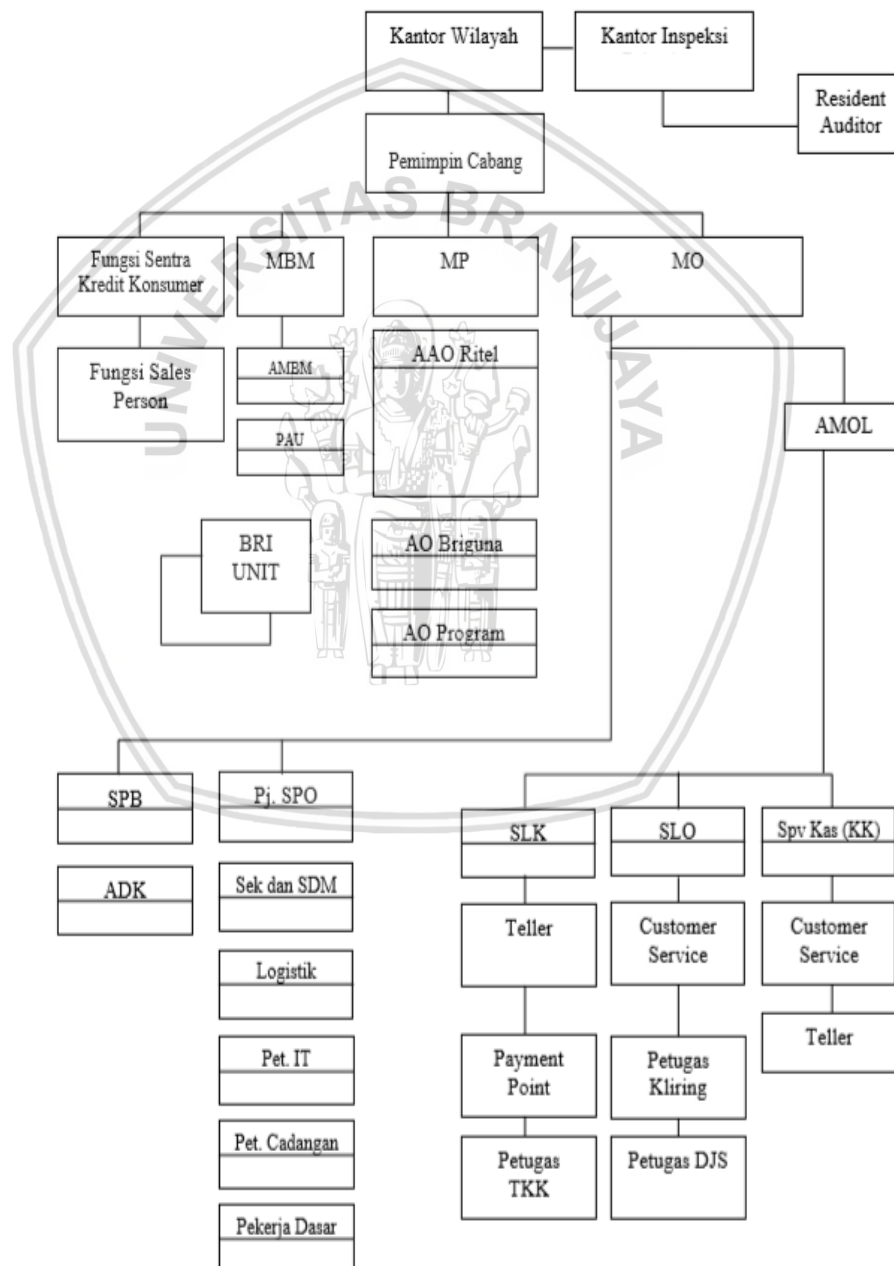 Kantor Wilayah
Kantor Inspeksi
Resident
Auditor
Pemimpin Cabang
UNIVERSITAS BRAWIJAYA
Fungsi Sentra
Kredit Konsumer
MBM
MP
MO
Fungsi Sales
Person
AMBM
AAO Ritel
AMOL
PAU
BRI
UNIT
AO Briguna
AO Program
SPB
Pj. SPO
SLK
SLO
Spv Kas (KK)
ADK
Sek dan SDM
Teller
Customer
Service
Customer
Service
Logistik
Pet. IT
Payment
Point
Petugas
Kliring
Teller
Pet. Cadangan
Petugas
TKK
Petugas DJS
Pekerja Dasar